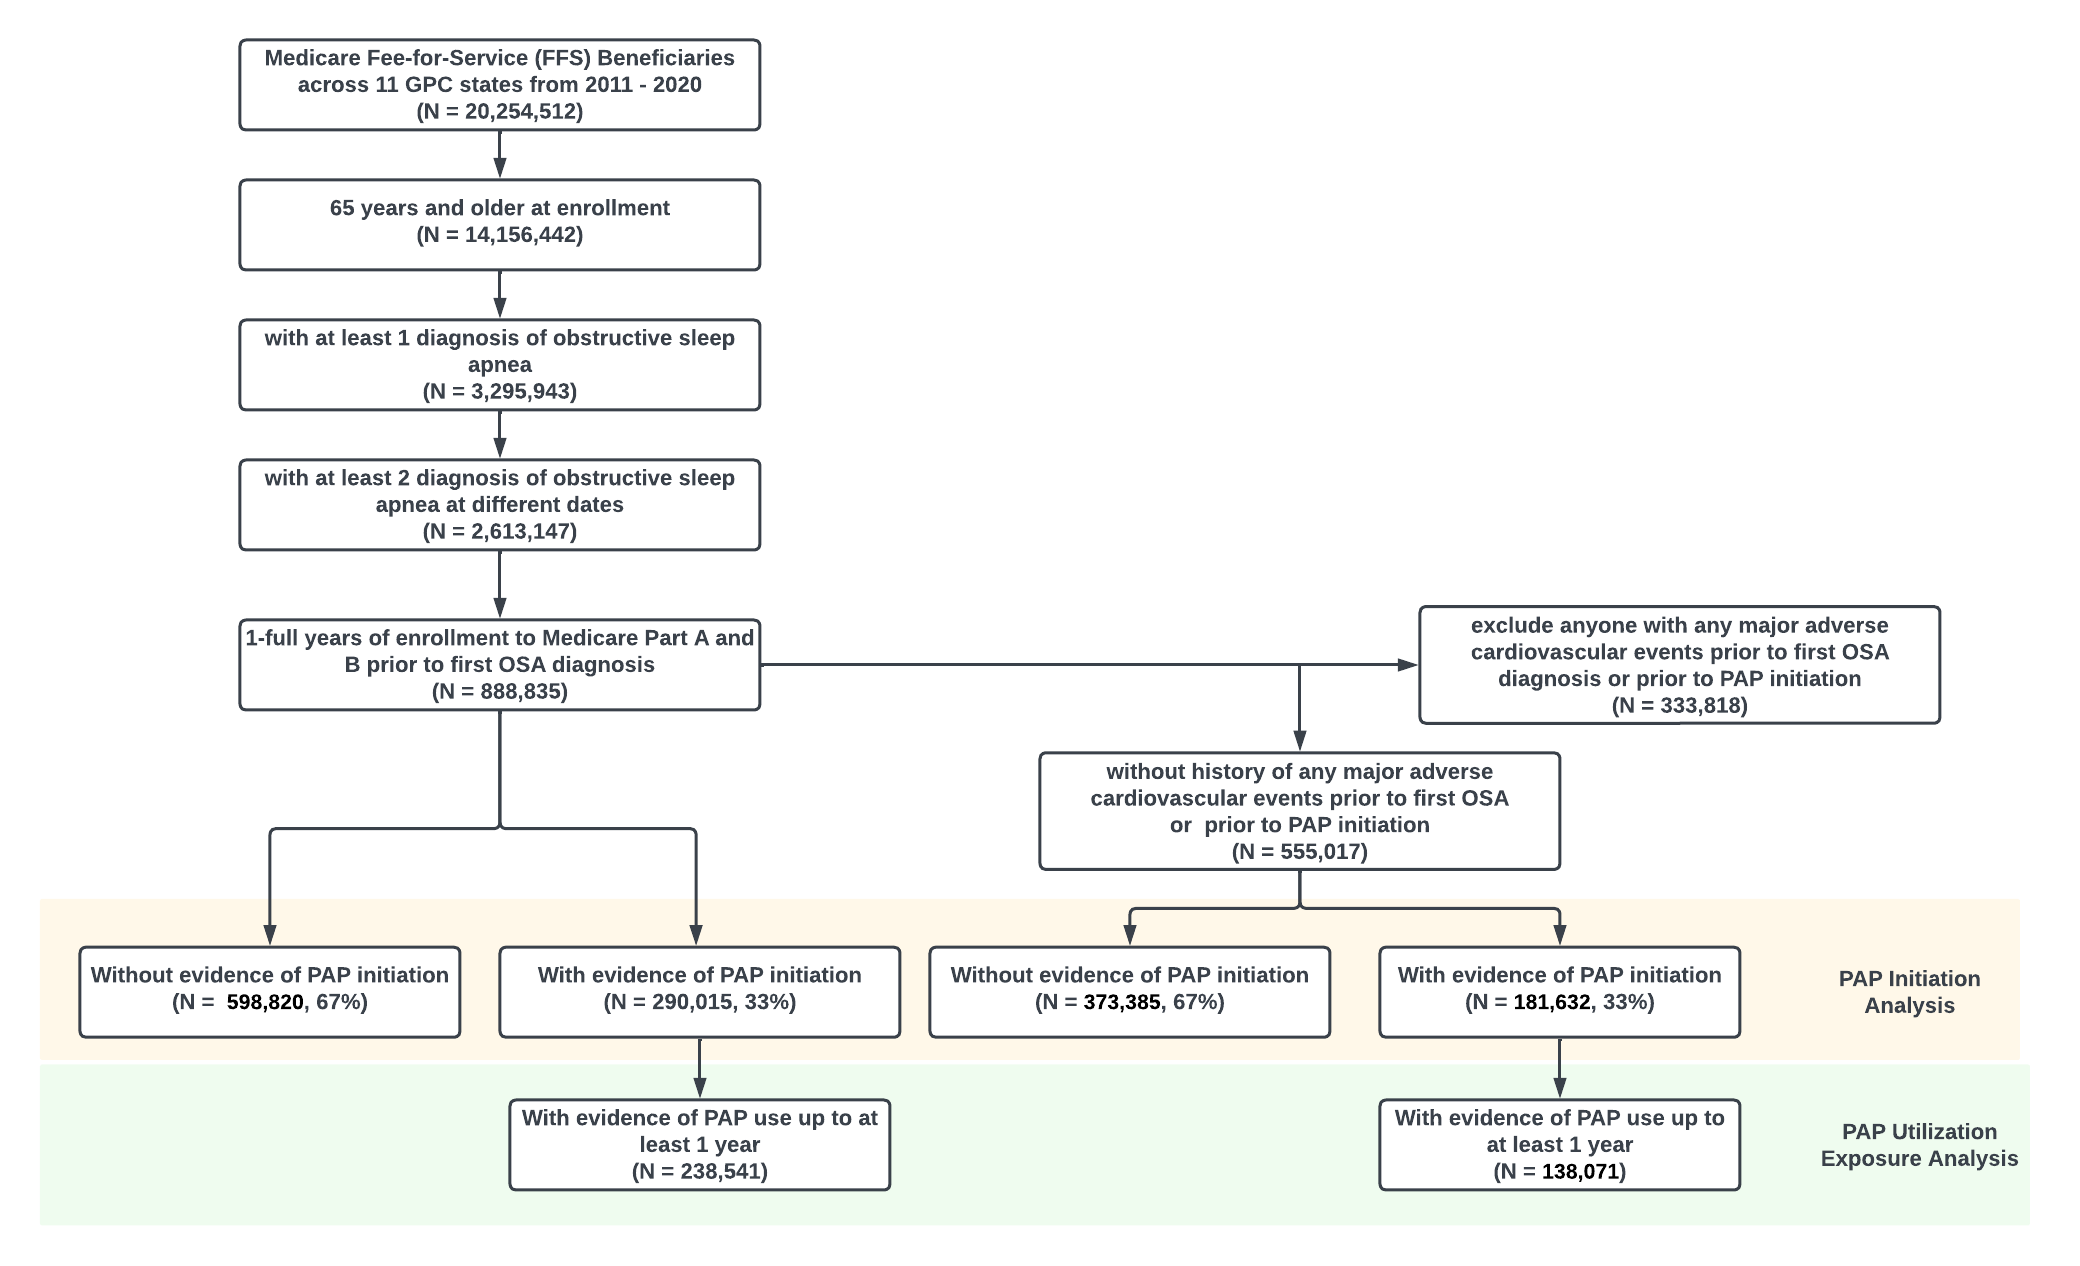 Medicare Fee-for-Service (FFS) Beneficiaries
across 11 GPC states from 2011 - 2020
(N = 20,254,512)
65 years and older at enrollment
(N = 14,156,442)
with at least 1 diagnosis of obstructive sleep
apnea
(N = 3,295,943)
with at least 2 diagnosis of obstructive sleep
apnea at different dates
(N = 2,613,147)
1-full years of enrollment to Medicare Part A and
B prior to first OSA diagnosis
(N = 888,835)
exclude anyone with any major adverse
cardiovascular events prior to first OSA
diagnosis or prior to PAP initiation
(N = 333,818)
without history of any major adverse
cardiovascular events prior to first OSA
or  prior to PAP initiation
(N = 555,017)
Without evidence of PAP initiation
(N =  598,820, 67%)
With evidence of PAP initiation
(N = 290,015, 33%)
Without evidence of PAP initiation
(N = 373,385, 67%)
With evidence of PAP initiation
(N = 181,632, 33%)
PAP Initiation
Analysis
With evidence of PAP use up to at
least 1 year
(N = 238,541)
With evidence of PAP use up to
at least 1 year
(N = 138,071)
PAP Utilization
Exposure Analysis